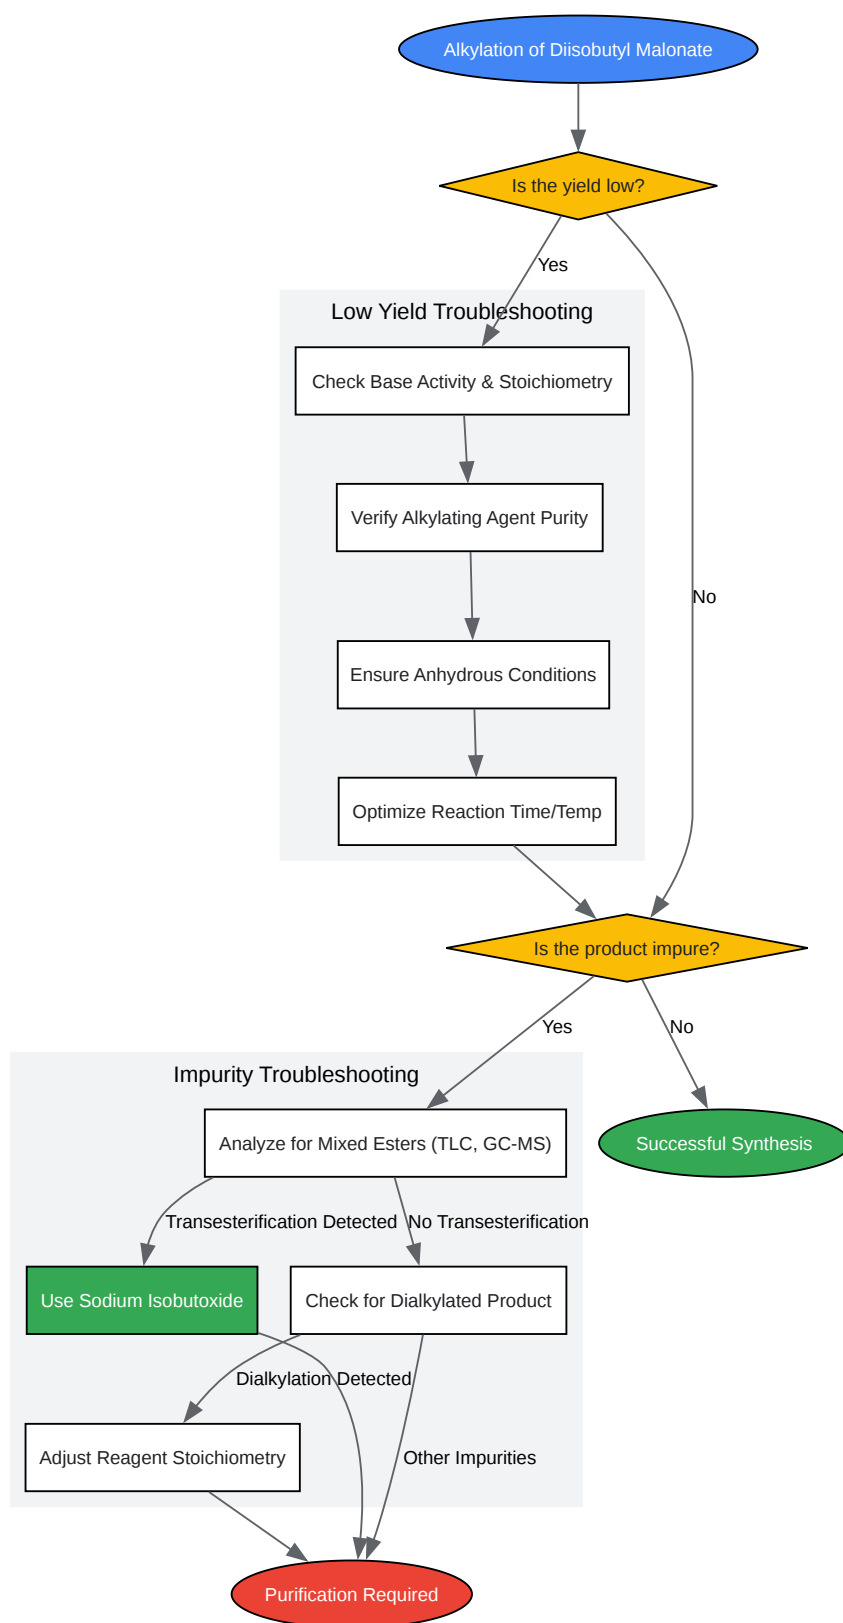 Alkylation of Diisobutyl Malonate
Is the yield low?
Yes
Low Yield Troubleshooting
Check Base Activity & Stoichiometry
Verify Alkylating Agent Purity
No
Ensure Anhydrous Conditions
Optimize Reaction Time/Temp
Is the product impure?
Yes
No
Impurity Troubleshooting
Analyze for Mixed Esters (TLC, GC-MS)
Successful Synthesis
Transesterification Detected
No Transesterification
Use Sodium Isobutoxide
Check for Dialkylated Product
Dialkylation Detected
Adjust Reagent Stoichiometry
Other Impurities
Purification Required